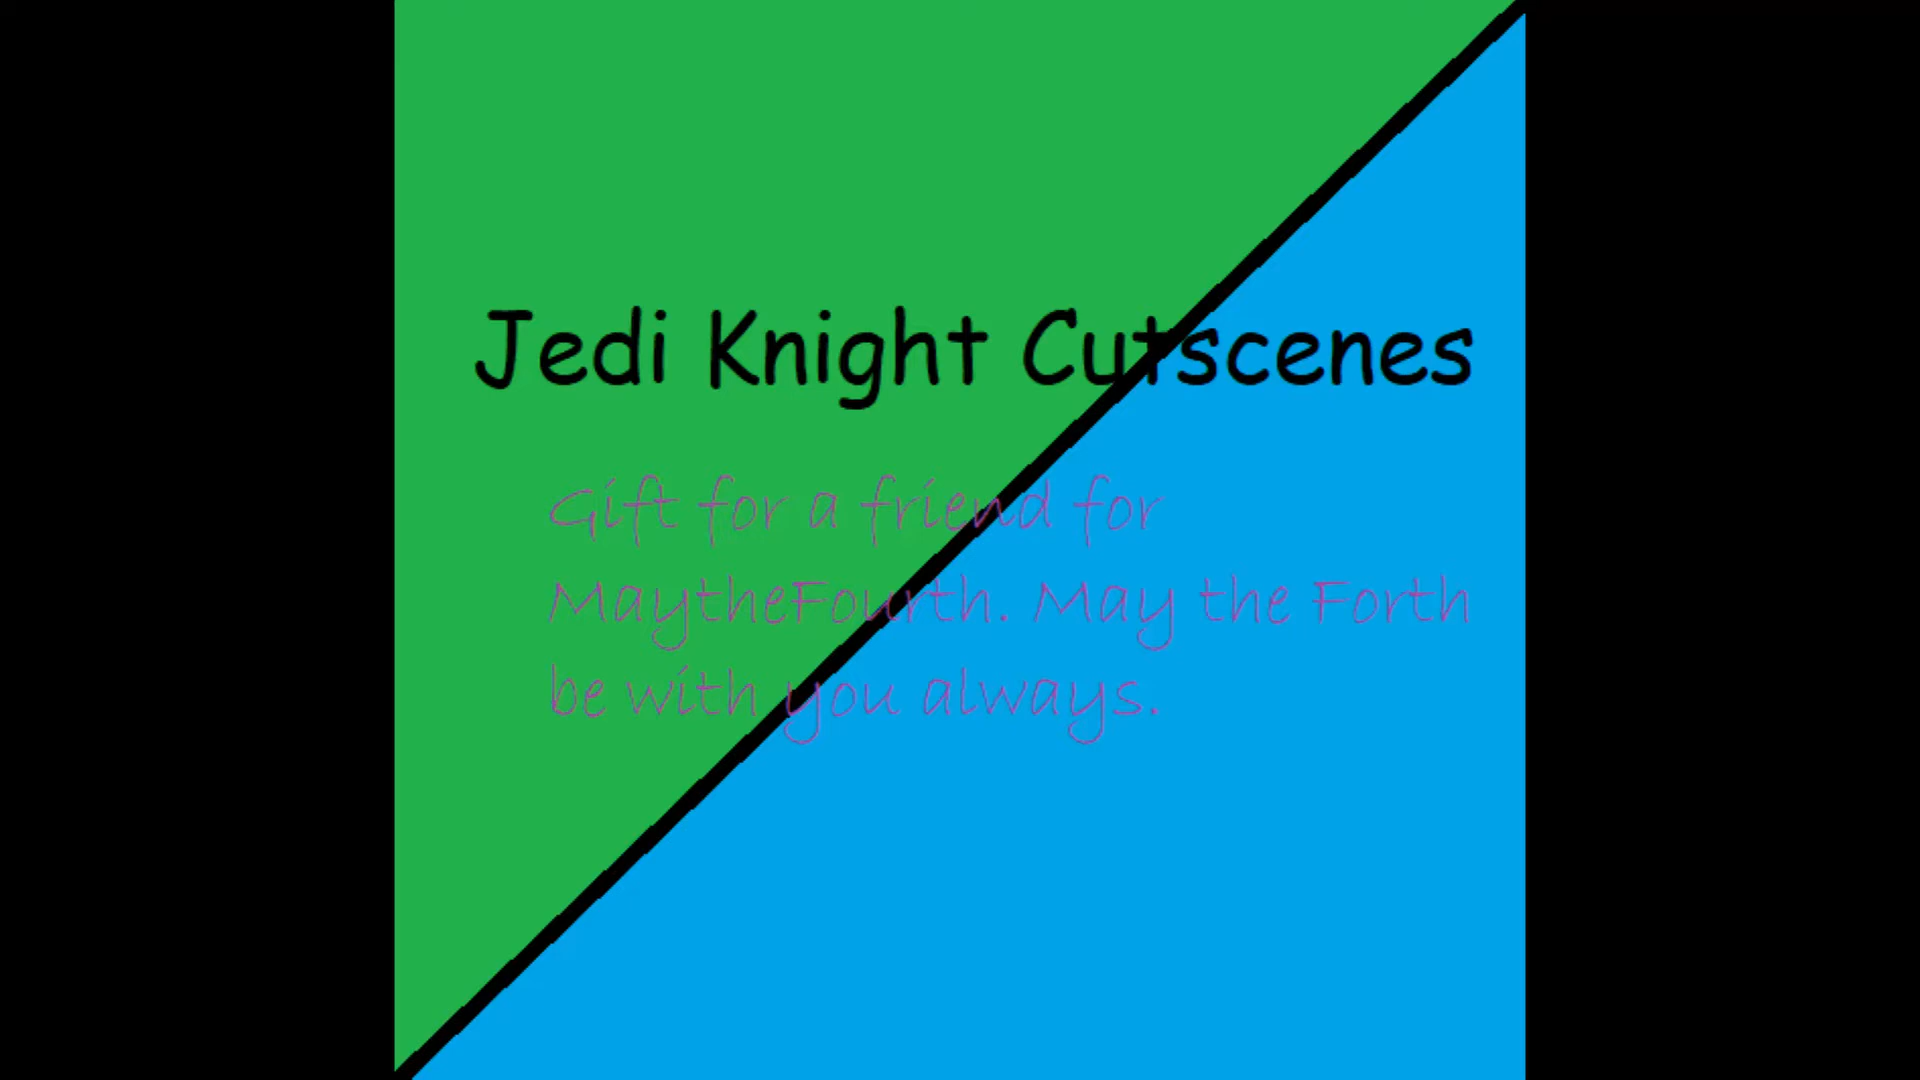 Jedi Knight Cutscenes
Gift for a friend for
MaytheFourth. May the Forth
be with you always.